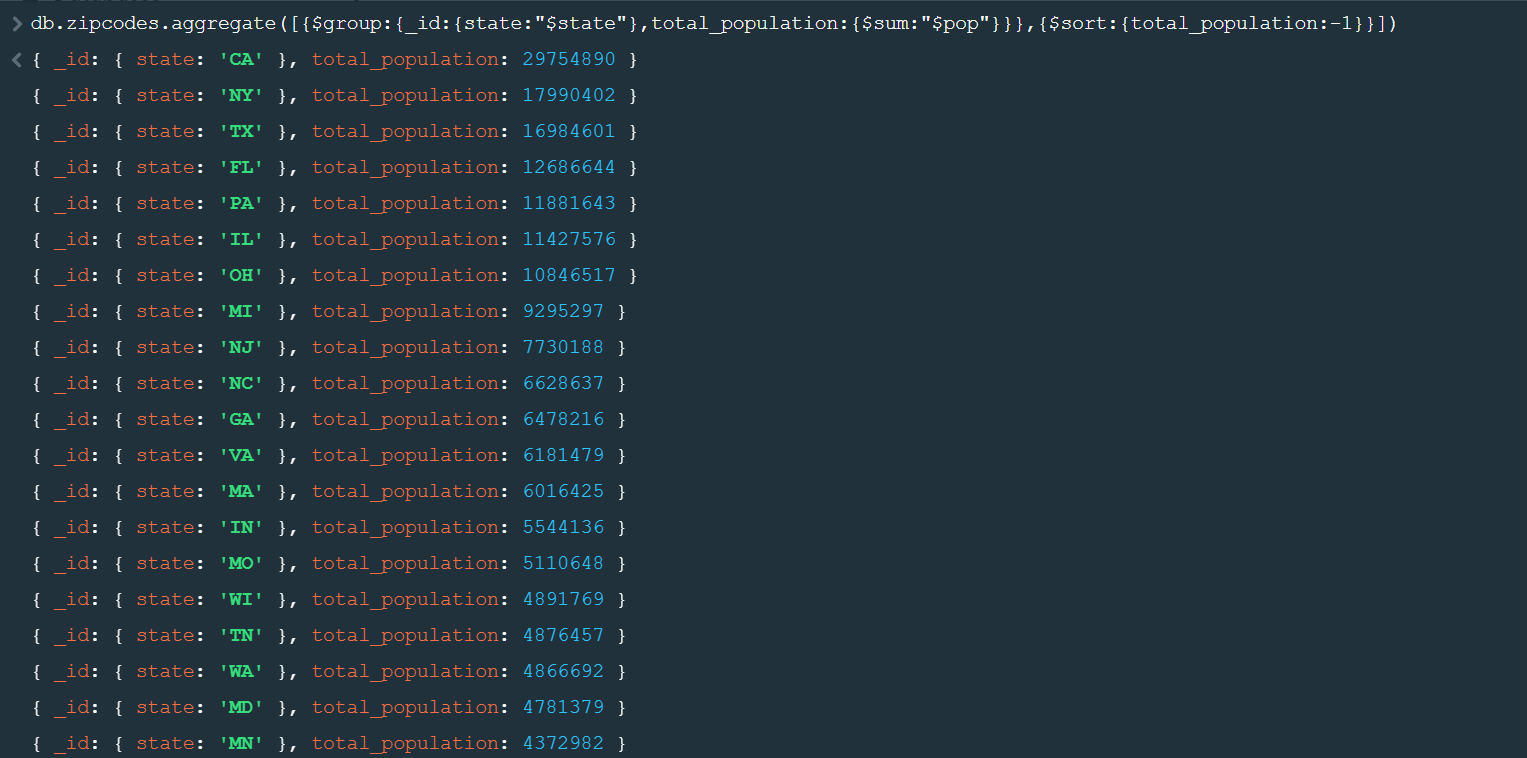 > db.zipcodes.aggregate([{$group:{_id:{state:"$state"},total_population:{$sum:"$pop"}}},{$sort:{total_population:-1}}])
< { _id: { state: 'CA' }, total_population: 29754890 }
{ _id: { state: 'NY' }, total_population: 17990402 }
{ _id: { state: 'TX' }, total_population: 16984601 }
{ _id: { state: 'FL' }, total_population: 12686644 }
{ _id: { state: 'PA' }, total_population: 11881643 }
{ _id: { state: 'IL' }, total_population: 11427576 }
{ _id: { state: 'OH' }, total_population: 10846517 }
{ _id: { state: 'MI' }, total_population: 9295297 }
{ _id: { state: 'NJ' }, total_population: 7730188 }
{ _id: { state: 'NC' }, total_population: 6628637 }
{ _id: { state: 'GA' }, total_population: 6478216 }
{ _id: { state: 'VA' }, total_population: 6181479 }
{ _id: { state: 'MA' }, total_population: 6016425 }
{ _id: { state: 'IN' }, total_population: 5544136 }
{ _id: { state: 'MO' }, total_population: 5110648 }
{ _id: { state: 'WI' }, total_population: 4891769 }
{ _id: { state: 'TN' }, total_population: 4876457 }
{ _id: { state: 'WA' }, total_population: 4866692 }
{ _id: { state: 'MD' }, total_population: 4781379 }
{ _id: { state: 'MN' }, total_population: 4372982 }